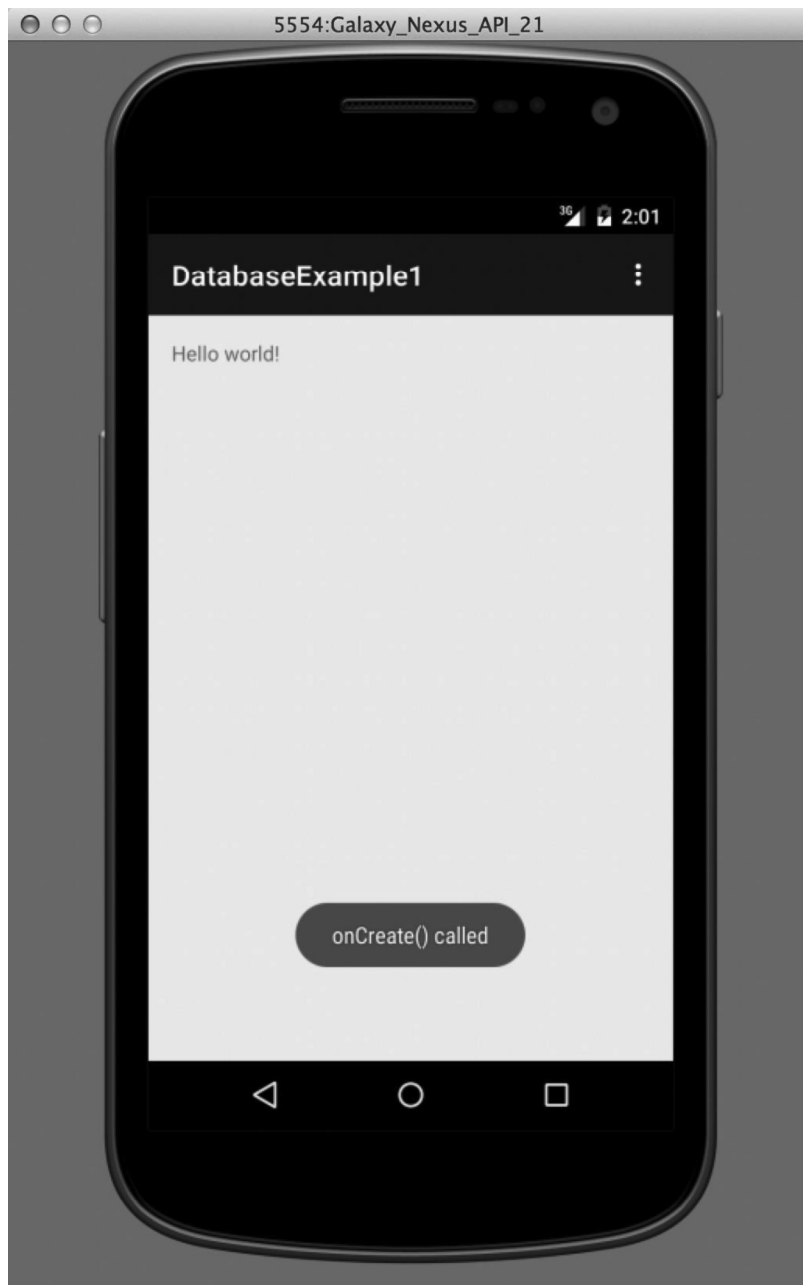 5554:Galaxy_Nexus_API_21
3G 2:01
DatabaseExample1
Hello world!
onCreate() called